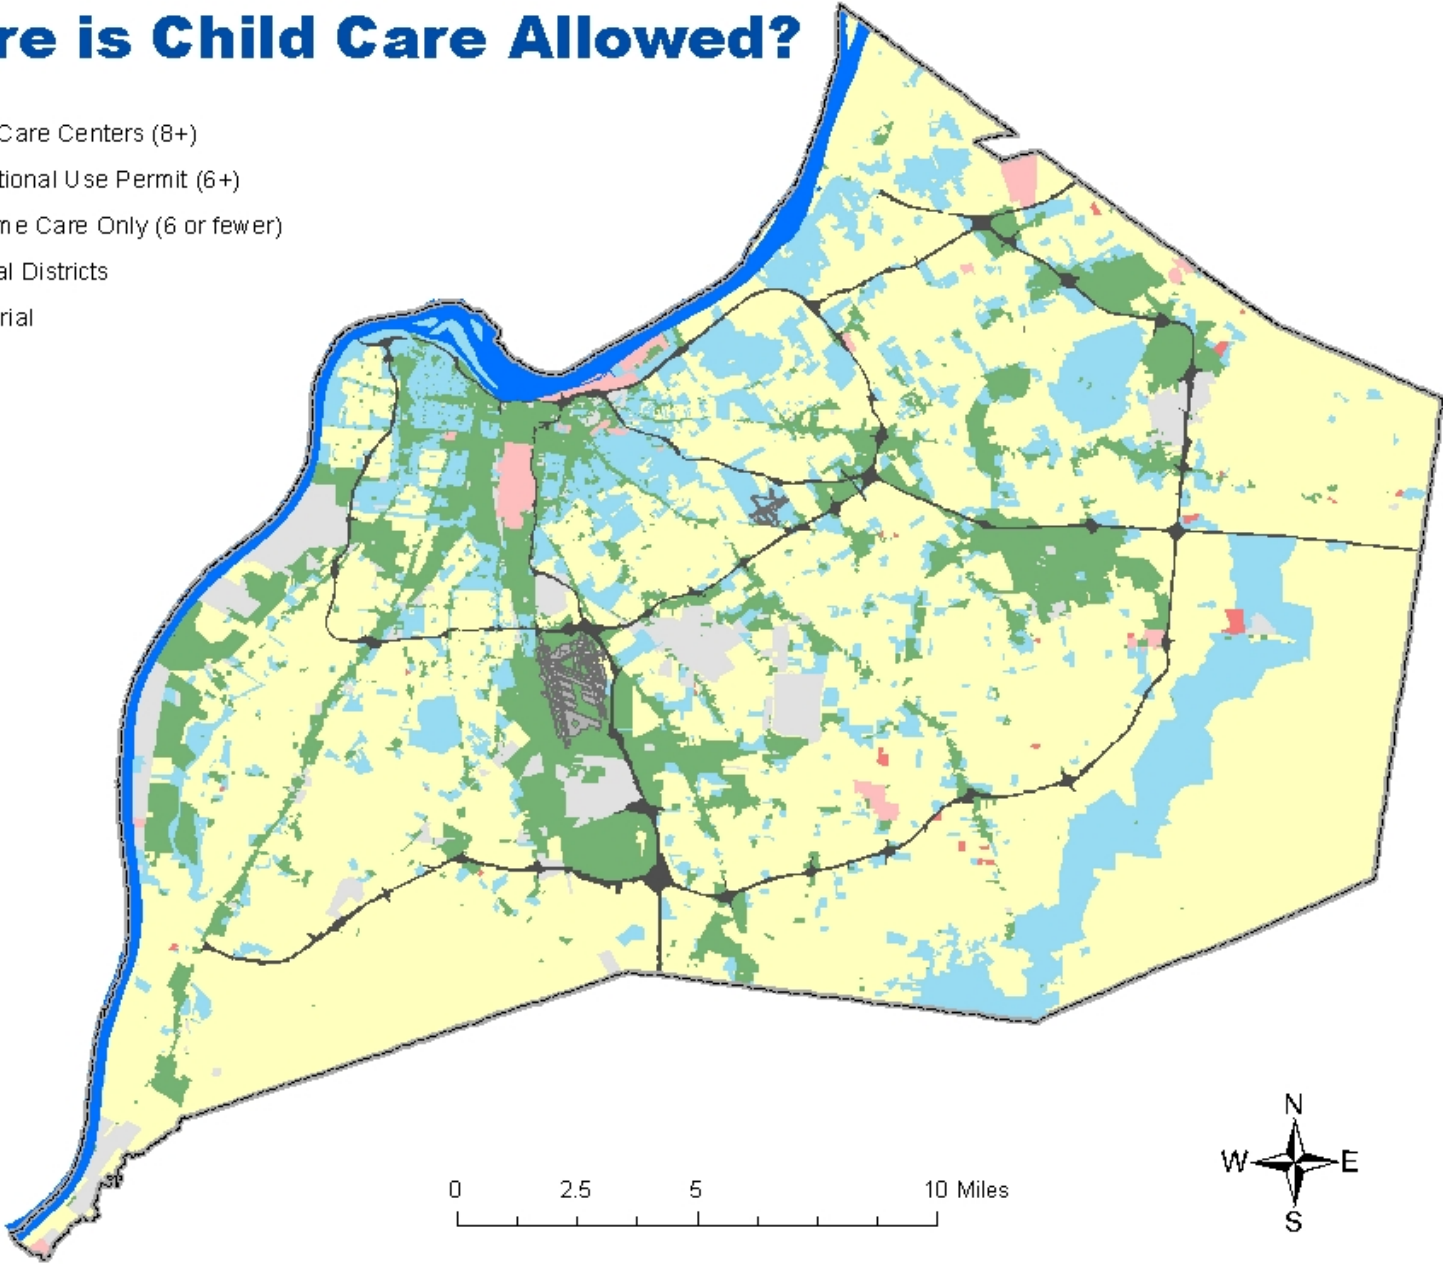 re is Child Care Allowed?
Care Centers (8+)
tional Use Permit (6+)
me Care Only (6 or fewer)
al Districts
rial
N
W E
S
0 2.5 5 10 Miles